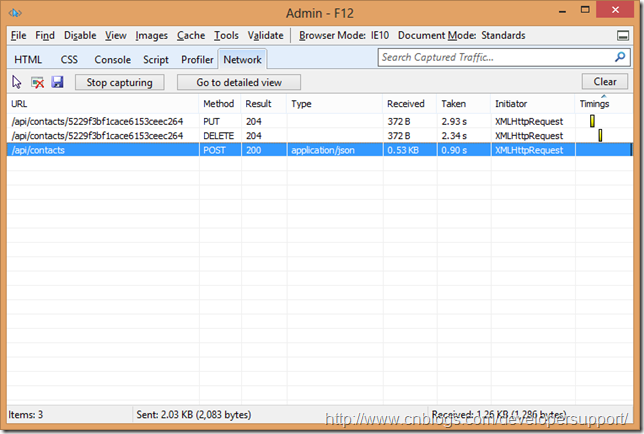 Admin - F12
File Find Disable View Images Cache Tools Validate Browser Mode: IE10 Document Mode: Standards
HTML CSS Console Script Profiler Network Search Captured Traffic...
Stop capturing Go to detailed view Clear
URL Method Result Type Received Taken Initiator Timings
/api/contacts/5229f3bf1cace6153ceec264 PUT 204 372 B 2.93 s XMLHttpRequest
/api/contacts/5229f3bf1cace6153ceec264 DELETE 204 372 B 2.34 s XMLHttpRequest
/api/contacts POST 200 application/json 0.53 KB 0.90 s XMLHttpRequest
Items: 3 Sent: 2.03 KB (2,083 bytes) Received: 1.26 KB (1,286 bytes)
http://www.cnblogs.com/developersupport/